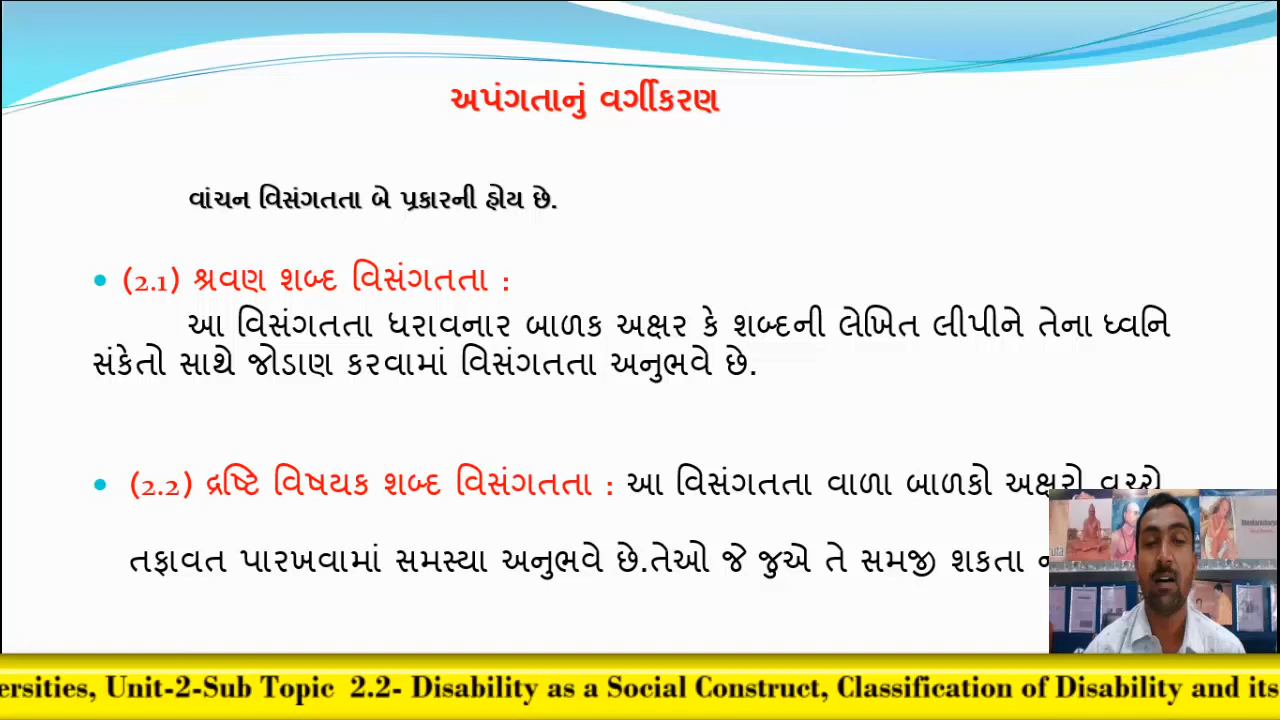 અપંગતાનું વર્ગીકરણ
વાંચન વિસંગતતા બે પ્રકારની હોય છે.
• (2.1) શ્રવણ શબ્દ વિસંગતતા :
આ વિસંગતતા ધરાવનાર બાળક અક્ષર કે શબ્દની લેખિત લીપીને તેના ધ્વનિ
સંકેતો સાથે જોડાણ કરવામાં વિસંગતતા અનુભવે છે.
• (2.2) દ્રષ્ટિ વિષયક શબ્દ વિસંગતતા : આ વિસંગતતા વાળા બાળકો અક્ષરો વચ્ચે
તફાવત પારખવામાં સમસ્યા અનુભવે છે.તેઓ જે જુએ તે સમજી શકતા
ersities, Unit-2-Sub Topic 2.2- Disability as a Social Construct, Classification of Disability and its